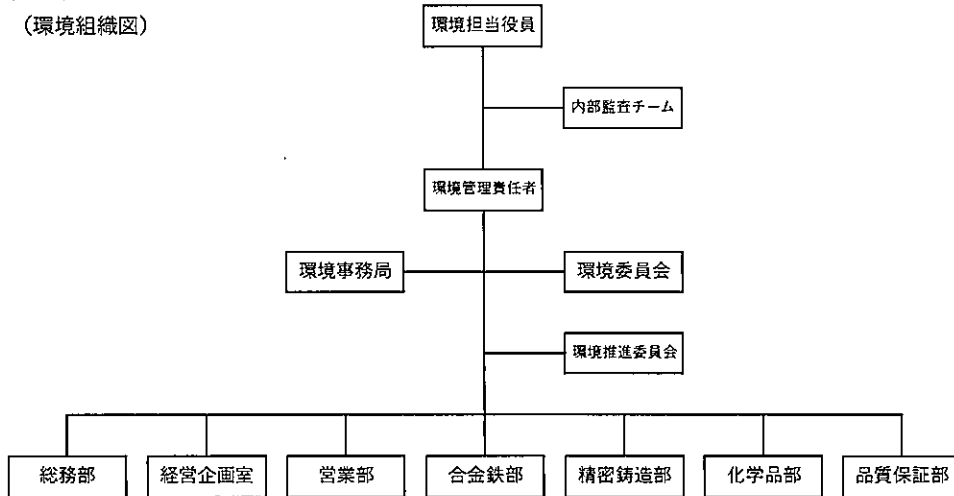 （環境組織図）
環境担当役員
内部監査チーム
環境管理責任者
環境事務局
環境委員会
環境推進委員会
総務部
経営企画室
営業部
合金鉄部
精密鋳造部
化学品部
品質保証部